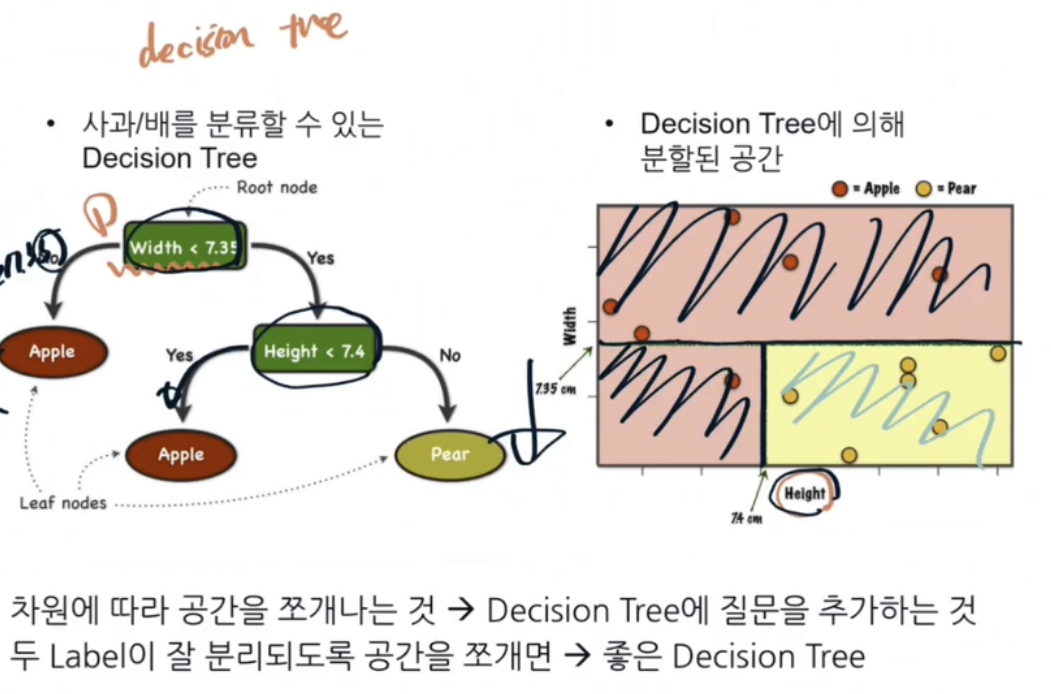 decision tree
• 사과/배를 분류할 수 있는
Decision Tree
Root node
Width < 7.35
Yes
Apple
Yes
Height < 7.4
No
Apple
Pear
Leaf nodes
• Decision Tree에 의해
분할된 공간
= Apple = Pear
Width
7.35 cm
Height
7.4 cm
차원에 따라 공간을 쪼개나는 것 → Decision Tree에 질문을 추가하는 것
두 Label이 잘 분리되도록 공간을 쪼개면 → 좋은 Decision Tree